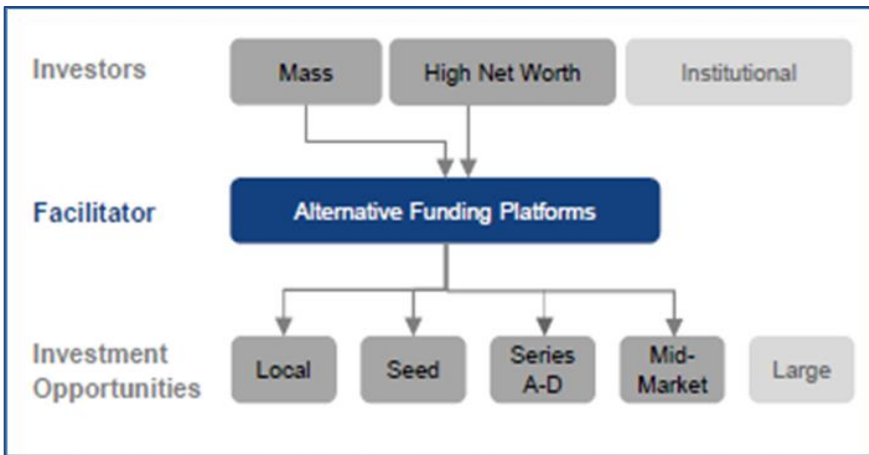 Investors
Mass
High Net Worth
Institutional
Facilitator
Alternative Funding Platforms
Investment
Opportunities
Local
Seed
Series
A-D
Mid-
Market
Large